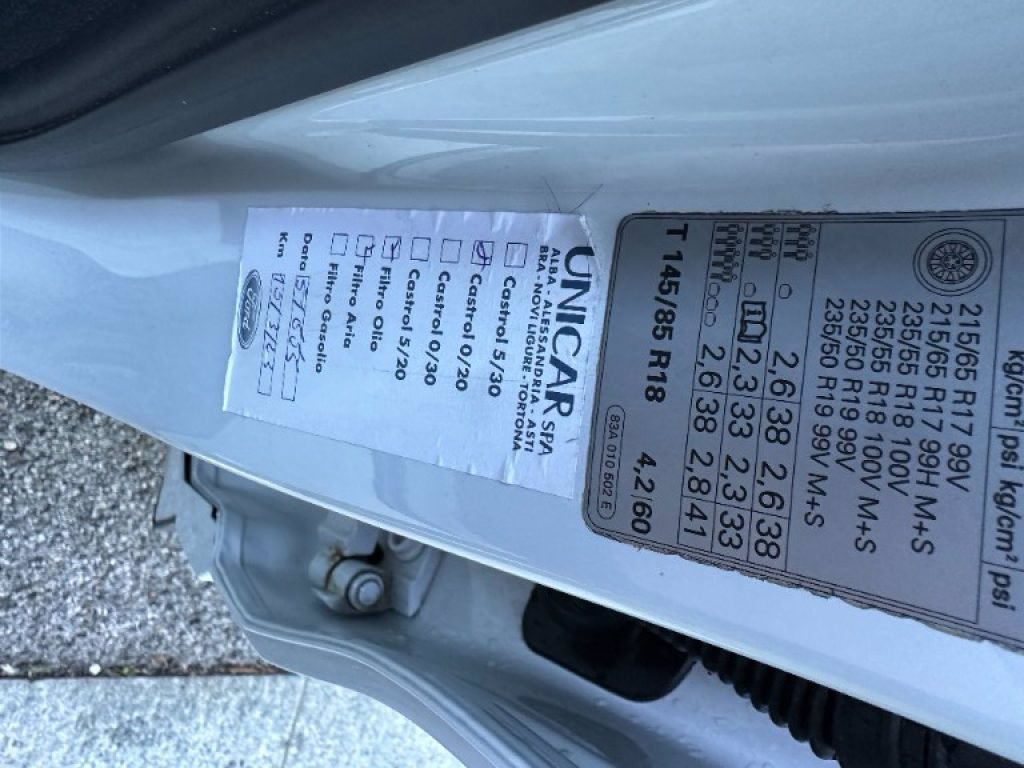 UNICAR SPA
ALBA - ALESSANDRIA - ASTI
BRA - NOVI LIGURE - TORTONA
Castrol 5/30
Castrol 0/20
Castrol 0/30
Castrol 5/20
Filtro Olio
Filtro Aria
Filtro Gasolio
Data
Km
Ford
kg/cm² psi kg/cm² psi
215/65 R17 99V
215/65 R17 99H M+S
235/55 R18 100V
235/55 R18 100V M+S
235/50 R19 99V
235/50 R19 99V M+S
2,6 38 2,6 38
2,3 33 2,3 33
2,6 38 2,8 41
T 145/85 R18 4,2 60
83A 010 502 E